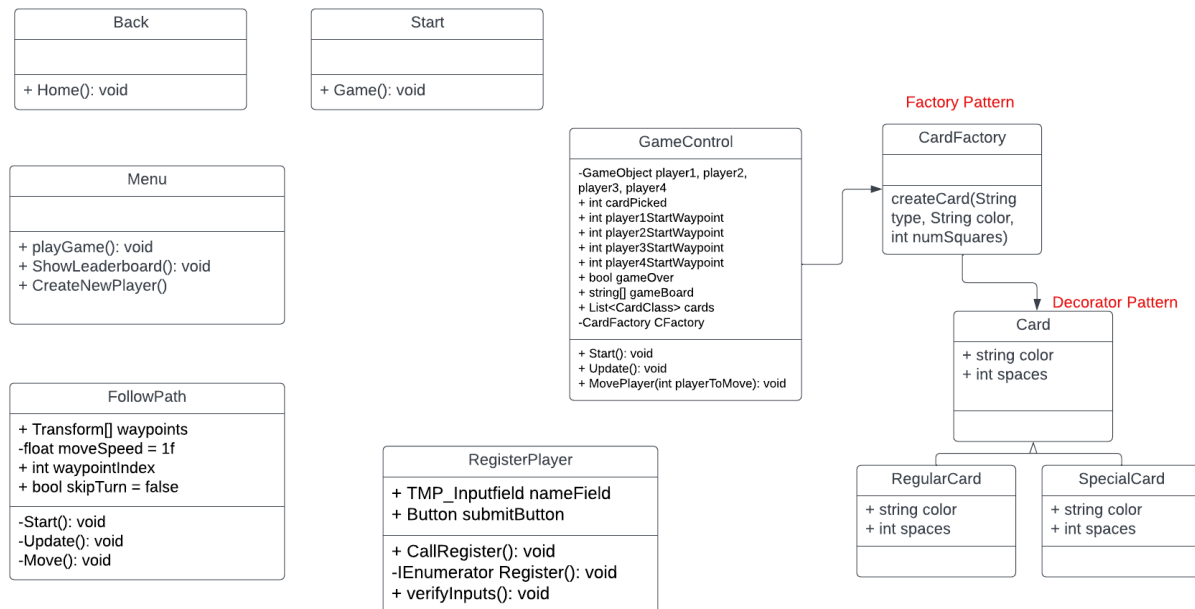 Back
+ Home(): void
Start
+ Game(): void
Menu
+ playGame(): void
+ ShowLeaderboard(): void
+ CreateNewPlayer()
FollowPath
+ Transform[] waypoints
-float moveSpeed = 1f
+ int waypointIndex
+ bool skipTurn = false
-Start(): void
-Update(): void
-Move(): void
RegisterPlayer
+ TMP_Inputfield nameField
+ Button submitButton
+ CallRegister(): void
-IEnumerator Register(): void
+ verifyInputs(): void
GameControl
-GameObject player1, player2,
player3, player4
+ int cardPicked
+ int player1StartWaypoint
+ int player2StartWaypoint
+ int player3StartWaypoint
+ int player4StartWaypoint
+ bool gameOver
+ string[] gameBoard
+ List<CardClass> cards
-CardFactory CFactory
+ Start(): void
+ Update(): void
+ MovePlayer(int playerToMove): void
Factory Pattern
CardFactory
createCard(String
type, String color,
int numSquares)
Decorator Pattern
Card
+ string color
+ int spaces
RegularCard
+ string color
+ int spaces
SpecialCard
+ string color
+ int spaces